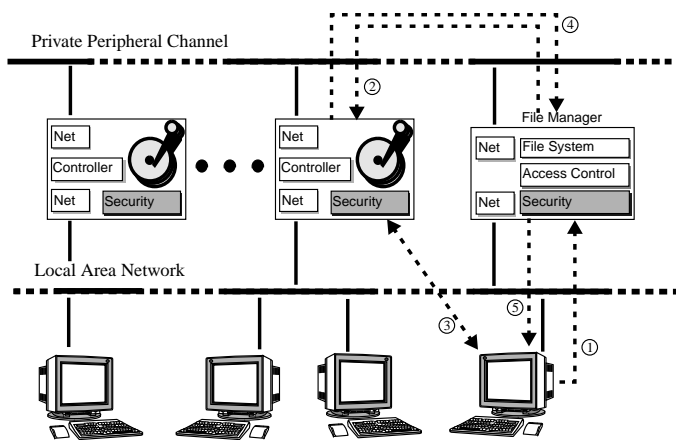 Private Peripheral Channel
④
②
File Manager
Net
Controller
Net
Security
Net
Controller
Net
Security
Net
File System
Access Control
Net
Security
Local Area Network
③
⑤
①